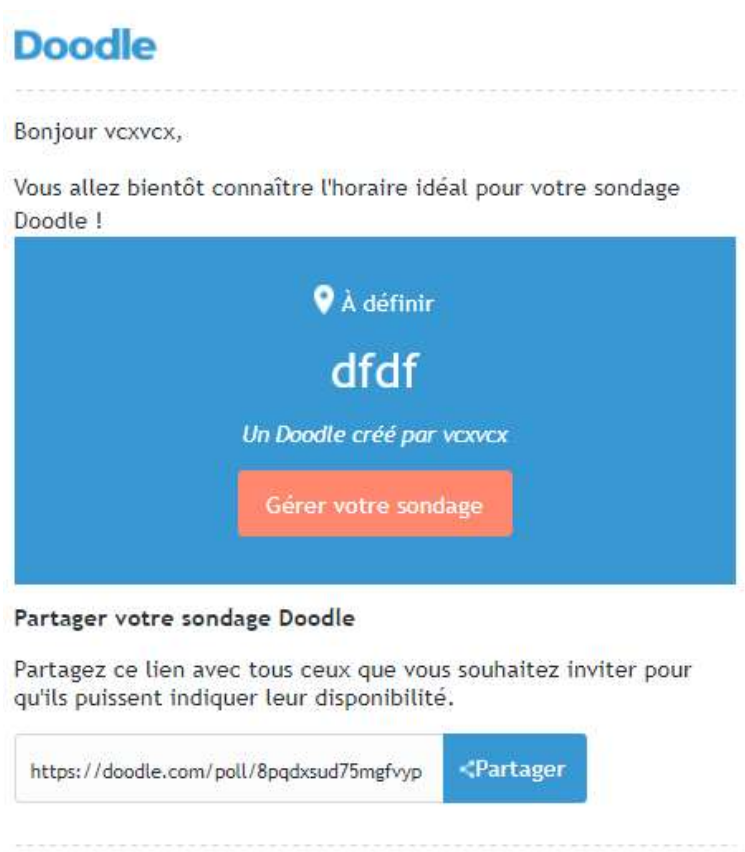 Doodle
Bonjour vcxvcx,
Vous allez bientôt connaître l'horaire idéal pour votre sondage
Doodle !
À définir
dfdf
Un Doodle créé par vcxvcx
Gérer votre sondage
Partager votre sondage Doodle
Partagez ce lien avec tous ceux que vous souhaitez inviter pour
qu'ils puissent indiquer leur disponibilité.
https://doodle.com/poll/8pqdxsud75mgfvyp
Partager